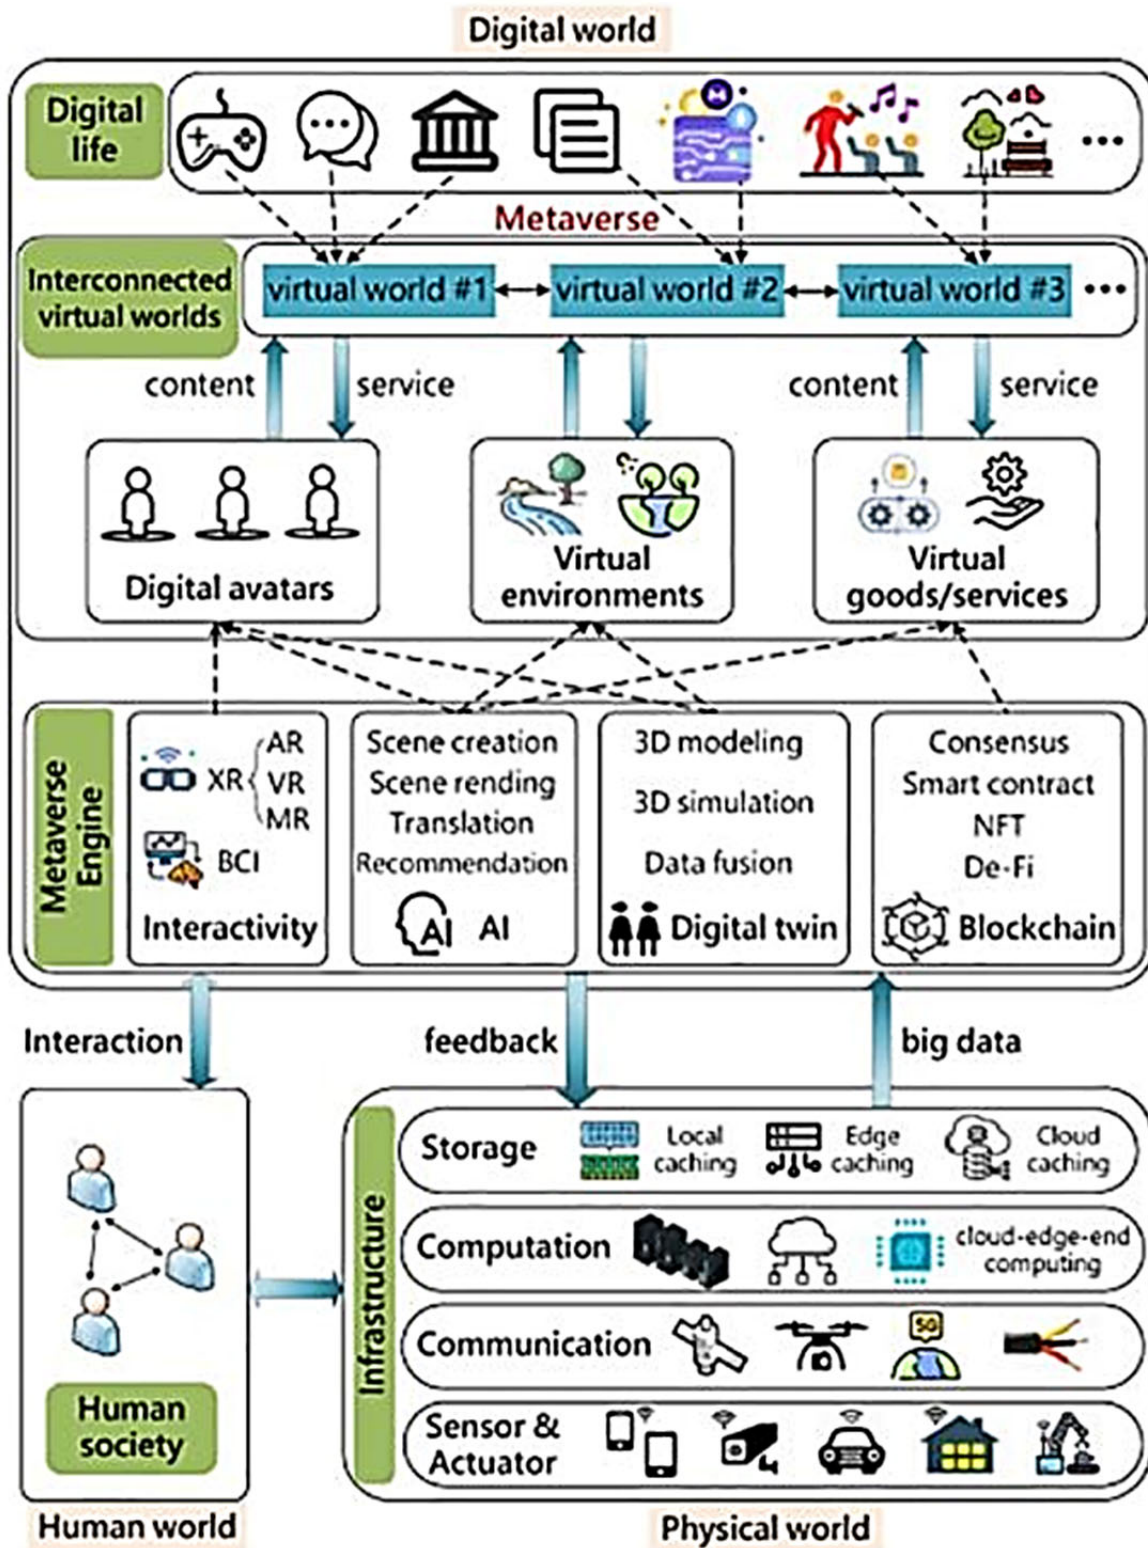 Digital world
Digital
life
Metaverse
Interconnected
virtual worlds
virtual world #1
virtual world #2
virtual world #3
content
service
content
service
Digital avatars
Virtual
environments
Virtual
goods/services
Metaverse
Engine
XR
AR
VR
MR
BCI
Interactivity
Scene creation
Scene rending
Translation
Recommendation
AI
AI
3D modeling
3D simulation
Data fusion
Digital twin
Consensus
Smart contract
NFT
De-Fi
Blockchain
Interaction
feedback
big data
Human
society
Human world
Infrastructure
Storage
Local
caching
Edge
caching
Cloud
caching
Computation
cloud-edge-end
computing
Communication
5G
Sensor &
Actuator
Physical world